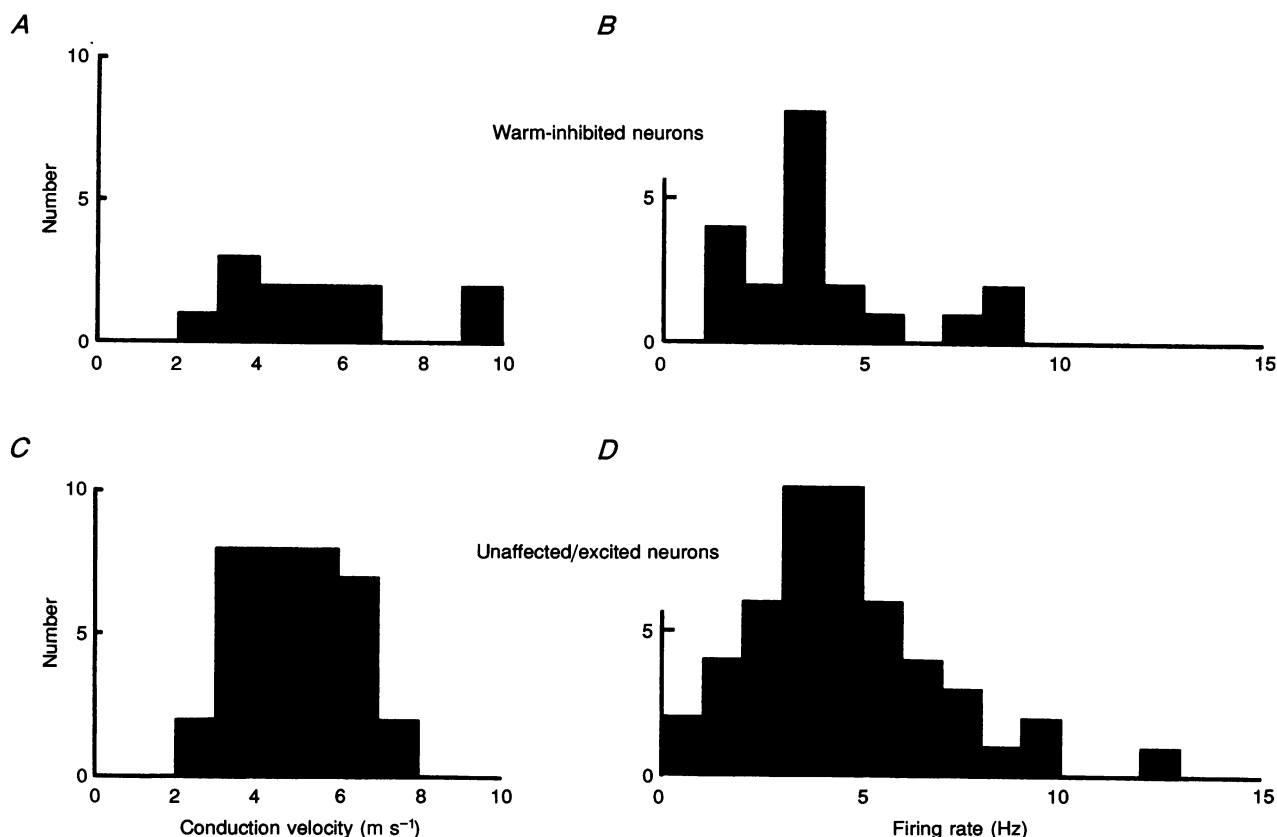 A
B
10
5
0
Number
0 2 4 6 8 10
Warm-inhibited neurons
5
0
0 5 10 15
C
D
10
5
0
Number
0 2 4 6 8 10
Conduction velocity (m s⁻¹)
Unaffected/excited neurons
5
0
0 5 10 15
Firing rate (Hz)